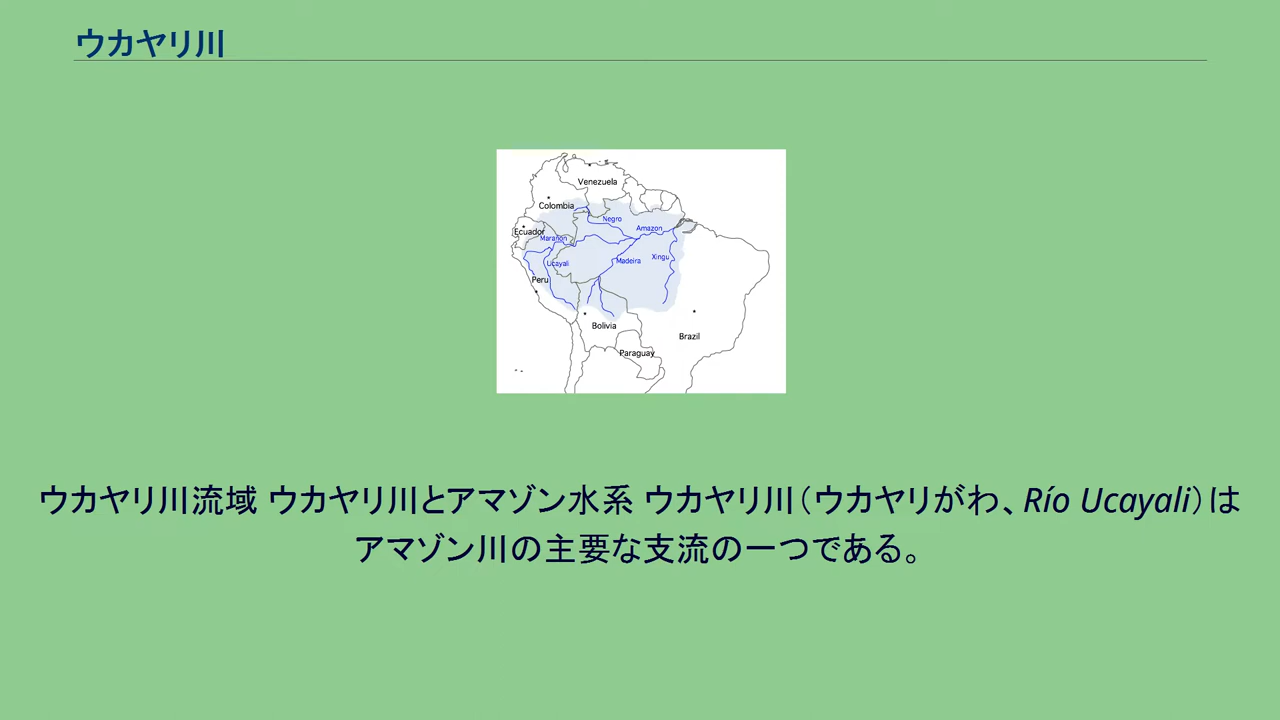 ウカヤリ川
Venezuela
Colombia
Negro
Amazon
Ecuador
Marañón
Ucayali
Madeira
Xingu
Peru
Bolivia
Brazil
Paraguay
ウカヤリ川流域 ウカヤリ川とアマゾン水系 ウカヤリ川（ウカヤリがわ、Río Ucayali）は
アマゾン川の主要な支流の一つである。